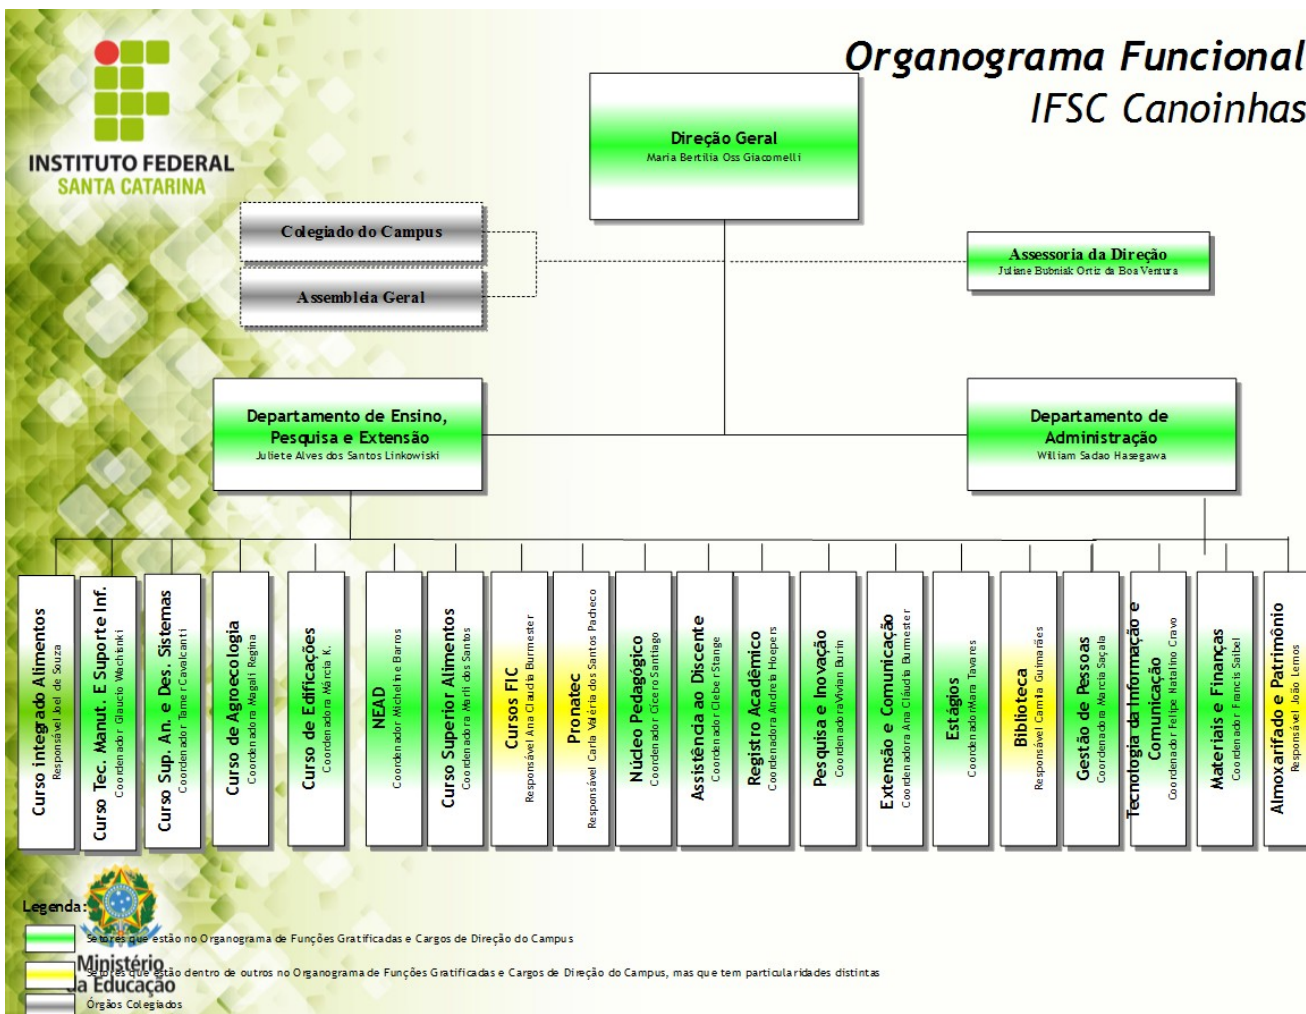 Organograma Funcional
IFSC Canoinhas
INSTITUTO FEDERAL
SANTA CATARINA
Direção Geral
Maria Bertília Oss Giacomelli
Colegiado do Campus
Assembleia Geral
Assessoria da Direção
Juliane Bubniak Ortiz da Boa Ventura
Departamento de Ensino,
Pesquisa e Extensão
Juliete Alves dos Santos Linkowiski
Departamento de
Administração
William Sadao Hasegawa
Curso integrado Alimentos
Responsável Joel de Souza
Curso Tec. Manut. E Suporte Inf.
Coordenador Glaucio Wachinki
Curso Sup. An. e Des. Sistemas
Coordenador Tamer Cavalcanti
Curso de Agroecologia
Coordenadora Magali Regina
Curso de Edificações
Coordenadora Márcia K.
NEAD
Coordenador Micheline Barros
Curso Superior Alimentos
Coordenadora Marli dos Santos
Cursos FIC
Responsável Ana Claudia Burmester
Pronatec
Responsável Carla Valéria dos Santos Pacheco
Núcleo Pedagógico
Coordenador Cicero Santiago
Assistência ao Discente
Coordenador Cleber Stange
Registro Acadêmico
Coordenadora Andreia Hoepers
Pesquisa e Inovação
Coordenadora Vivian Burin
Extensão e Comunicação
Coordenadora Ana Cláudia Burmester
Estágios
Coordenador Mara Tavares
Biblioteca
Responsável Camila Guimarães
Gestão de Pessoas
Coordenadora Marcia Saçala
Tecnologia da Informação e
Comunicação
Coordenador Felipe Natalino Cravo
Materiais e Finanças
Coordenador Francis Saibel
Almoxarifado e Patrimônio
Responsável João Lemos
Legenda:
Setores que estão no Organograma de Funções Gratificadas e Cargos de Direção do Campus
Setores que estão dentro de outros no Organograma de Funções Gratificadas e Cargos de Direção do Campus, mas que tem particularidades distintas
Órgãos Colegiados
Ministério
da Educação